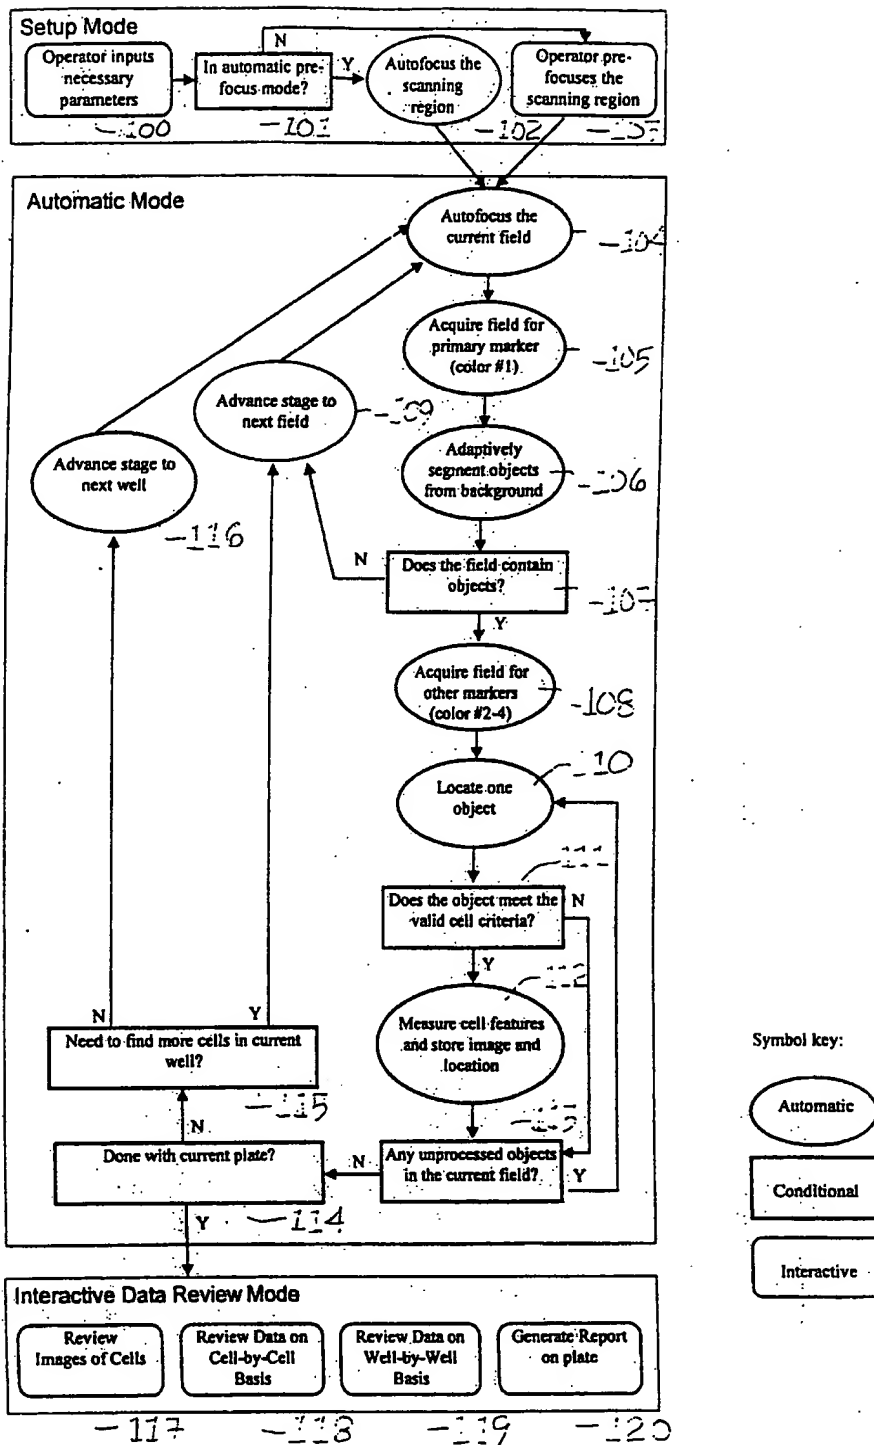 Setup Mode
Operator inputs
necessary
parameters
-100
In automatic pre-
focus mode?
-101
N
Y
Autofocus the
scanning
region
-102
Operator pre-
focuses the
scanning region
Automatic Mode
Autofocus the
current field
-104
Acquire field for
primary marker
(color #1)
-105
Advance stage to
next field
-109
Adaptively
segment objects
from background
-106
Advance stage to
next well
-116
N
Does the field contain
objects?
Y
Acquire field for
other markers
(color #2-4)
-108
Locate one
object
110
111
Does the object meet the
valid cell criteria?
N
Y
112
Measure cell features
and store image and
location
N
Y
Need to find more cells in current
well?
-115
N
-113
Done with current plate?
N
Any unprocessed objects
in the current field?
Y
Y
-114
Interactive Data Review Mode
Review
Images of Cells
Review Data on
Cell-by-Cell
Basis
Review Data on
Well-by-Well
Basis
Generate Report
on plate
-117
-118
-119
-120
Symbol key:
Automatic
Conditional
Interactive